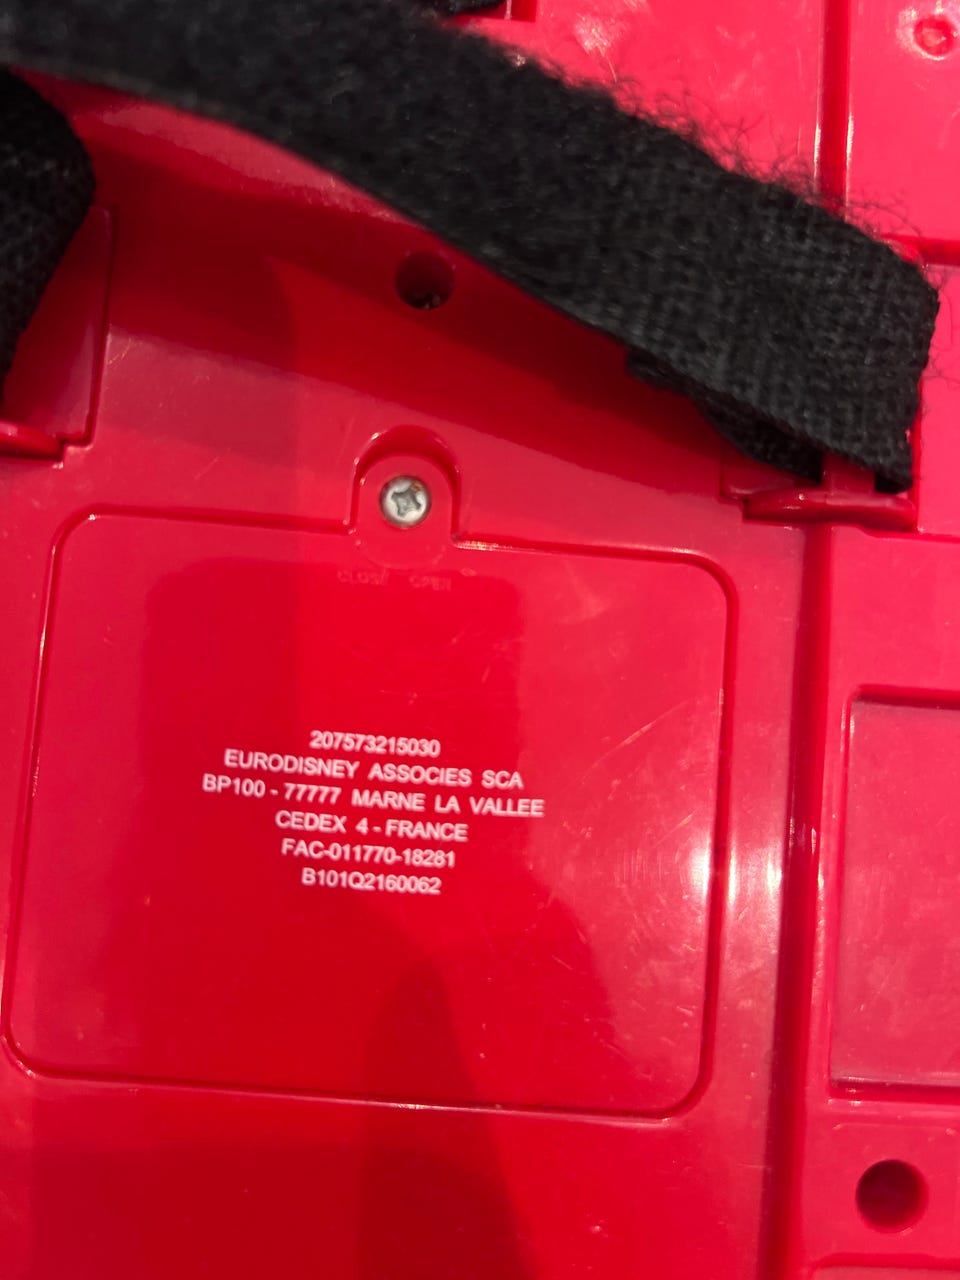 CLOSE OPEN
207573215030
EURODISNEY ASSOCIES SCA
BP100 - 77777 MARNE LA VALLEE
CEDEX 4 - FRANCE
FAC-011770-18281
B101Q2160062